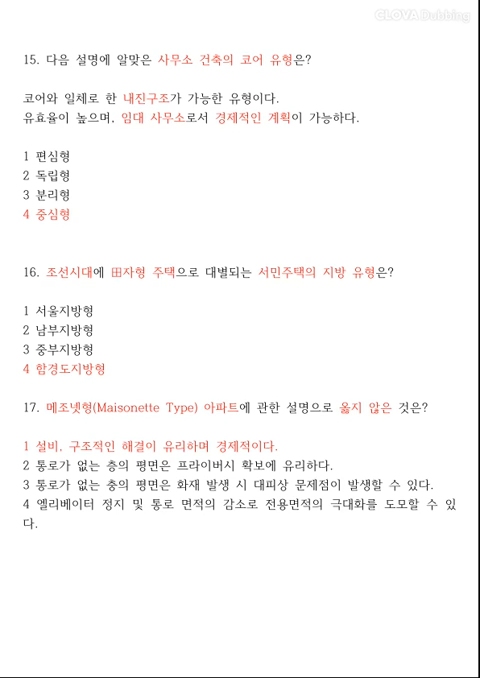 CLOVA Dubbing
15. 다음 설명에 알맞은 사무소 건축의 코어 유형은?
코어와 일체로 한 내진구조가 가능한 유형이다.
유효율이 높으며, 임대 사무소로서 경제적인 계획이 가능하다.
1 편심형
2 독립형
3 분리형
4 중심형
16. 조선시대에 田자형 주택으로 대별되는 서민주택의 지방 유형은?
1 서울지방형
2 남부지방형
3 중부지방형
4 함경도지방형
17. 메조넷형(Maisonette Type) 아파트에 관한 설명으로 옳지 않은 것은?
1 설비, 구조적인 해결이 유리하며 경제적이다.
2 통로가 없는 층의 평면은 프라이버시 확보에 유리하다.
3 통로가 없는 층의 평면은 화재 발생 시 대피상 문제점이 발생할 수 있다.
4 엘리베이터 정지 및 통로 면적의 감소로 전용면적의 극대화를 도모할 수 있
다.